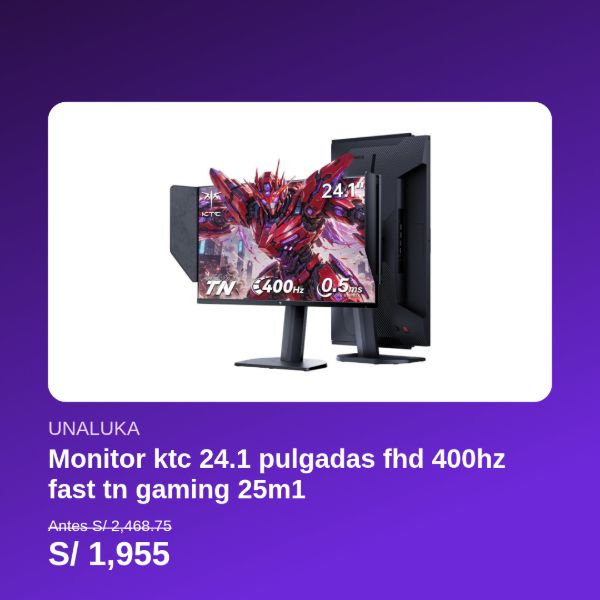 24.1"
KTC
TN 400Hz 0.5ms
UNALUKA
Monitor ktc 24.1 pulgadas fhd 400hz
fast tn gaming 25m1
Antes S/ 2,468.75
S/ 1,955